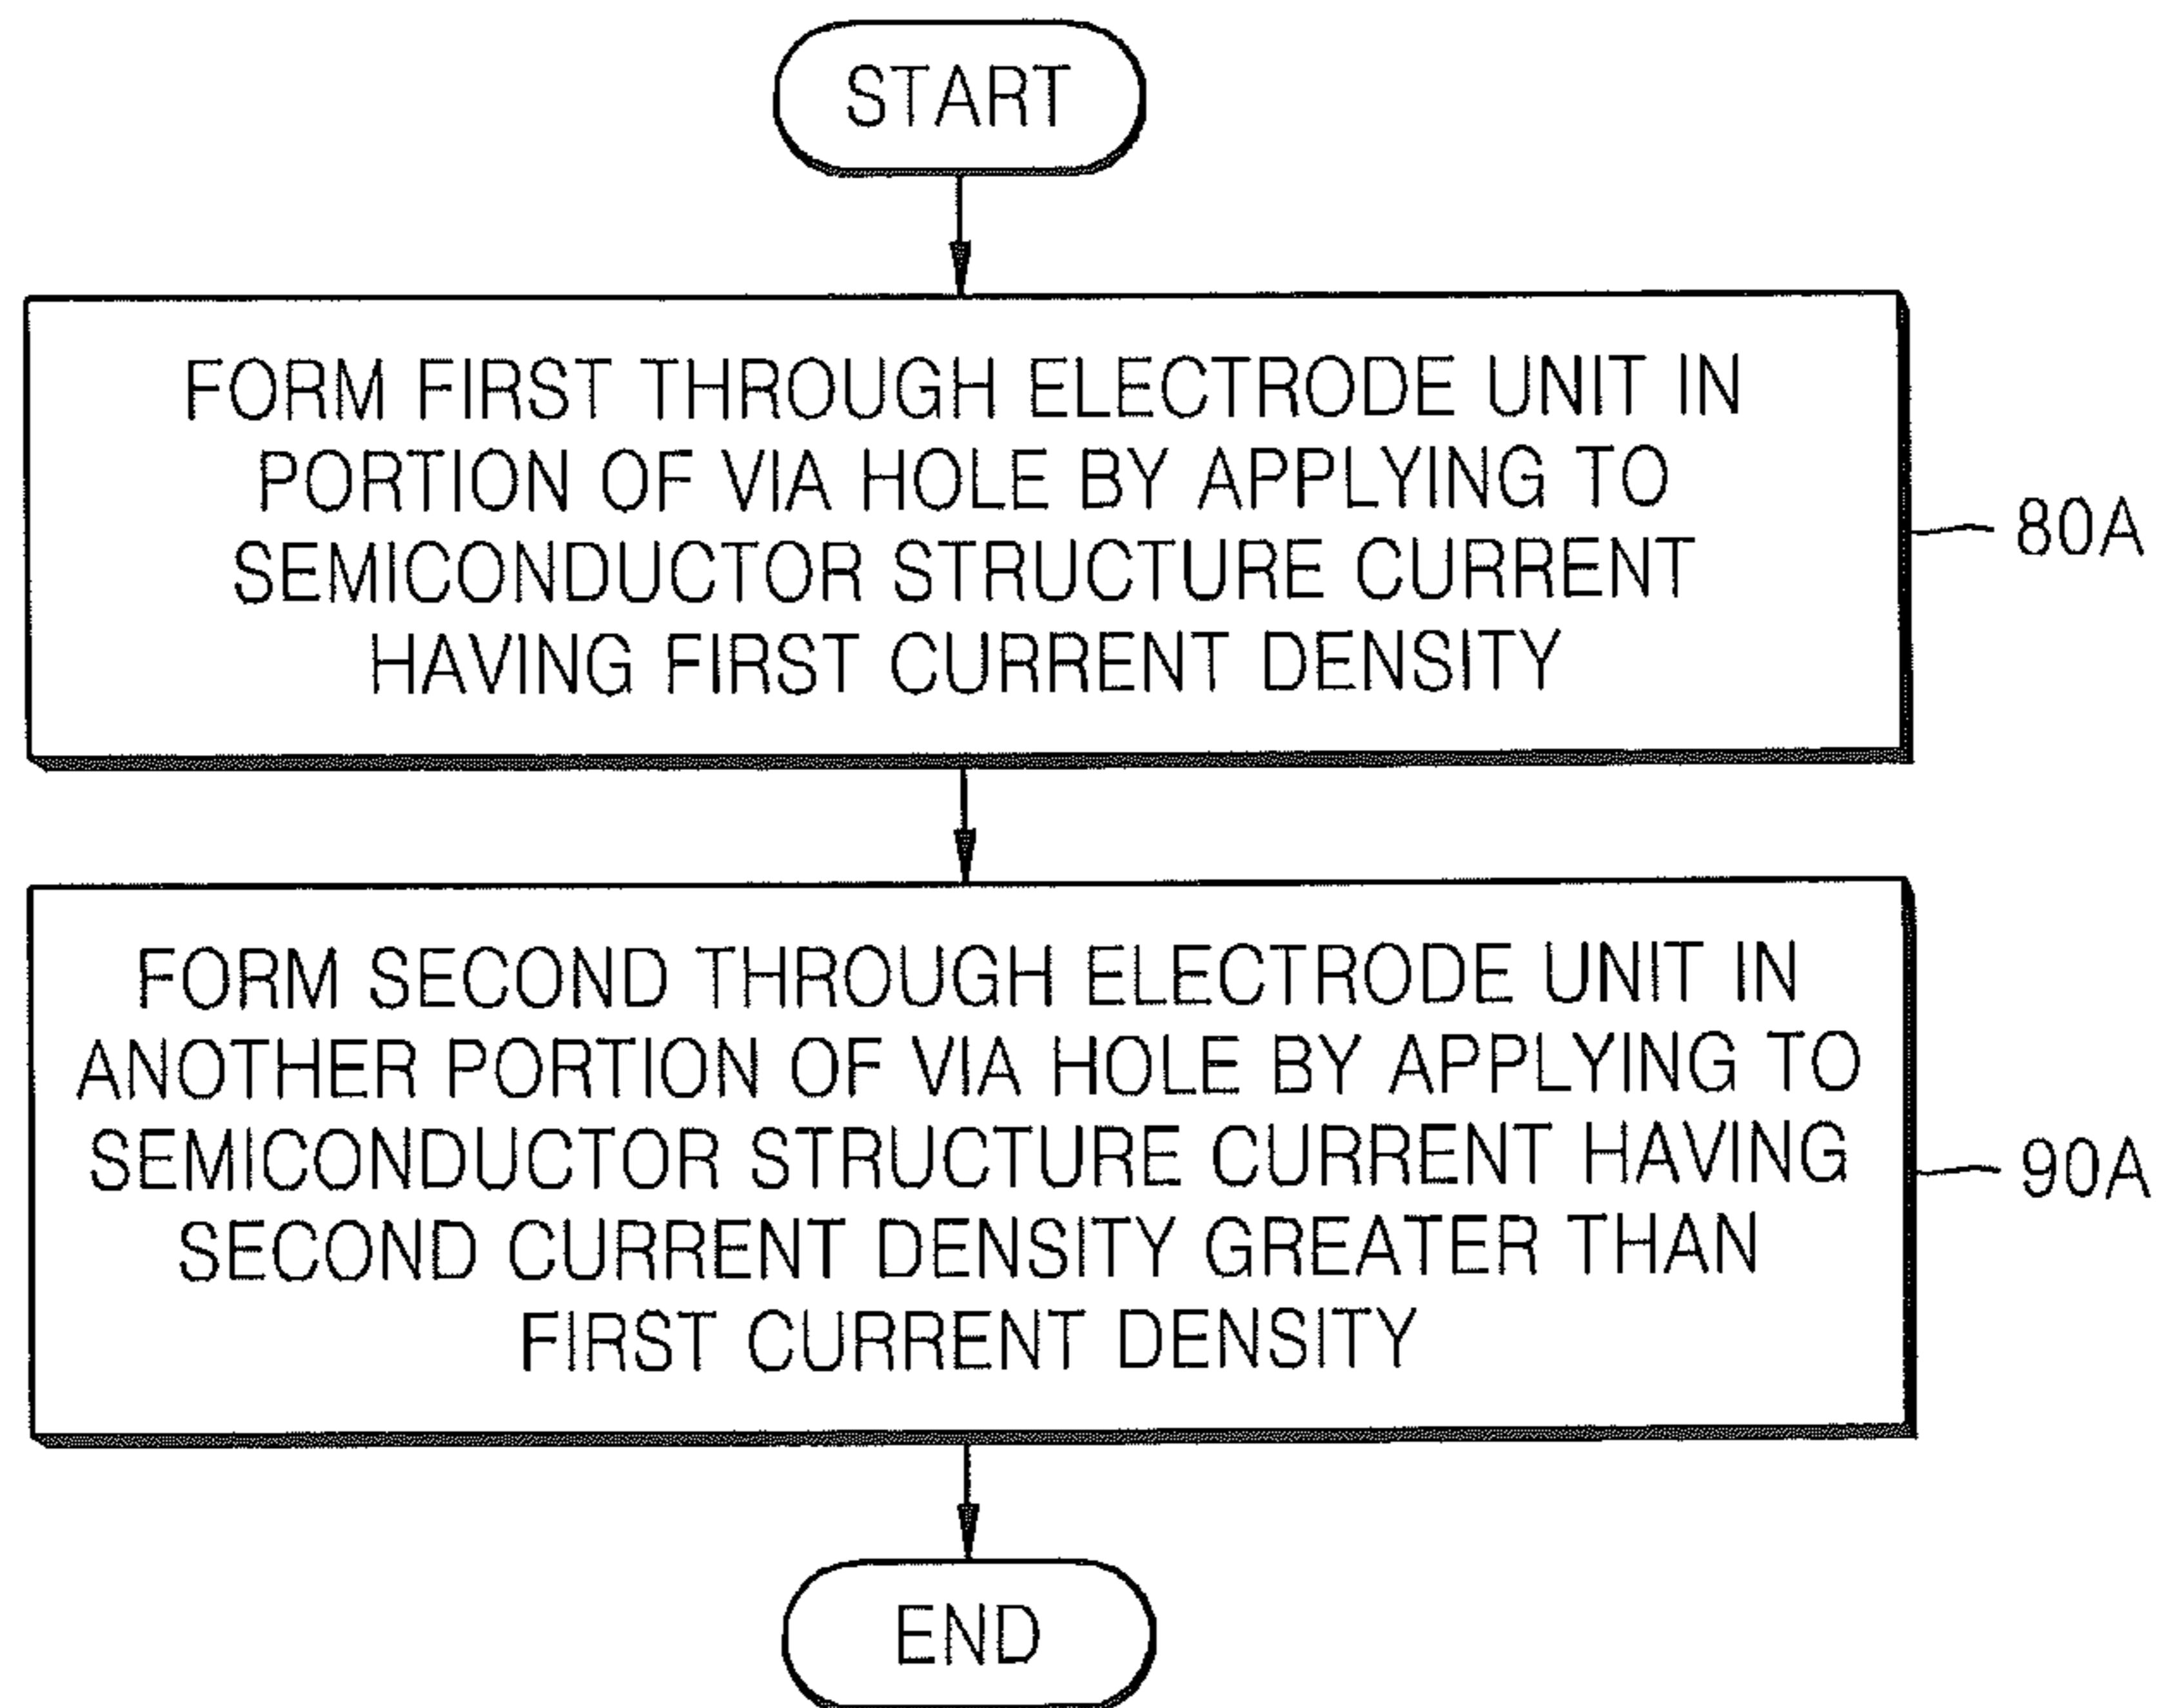 START
FORM FIRST THROUGH ELECTRODE UNIT IN
PORTION OF VIA HOLE BY APPLYING TO
SEMICONDUCTOR STRUCTURE CURRENT
HAVING FIRST CURRENT DENSITY
80A
FORM SECOND THROUGH ELECTRODE UNIT IN
ANOTHER PORTION OF VIA HOLE BY APPLYING TO
SEMICONDUCTOR STRUCTURE CURRENT HAVING
SECOND CURRENT DENSITY GREATER THAN
FIRST CURRENT DENSITY
90A
END